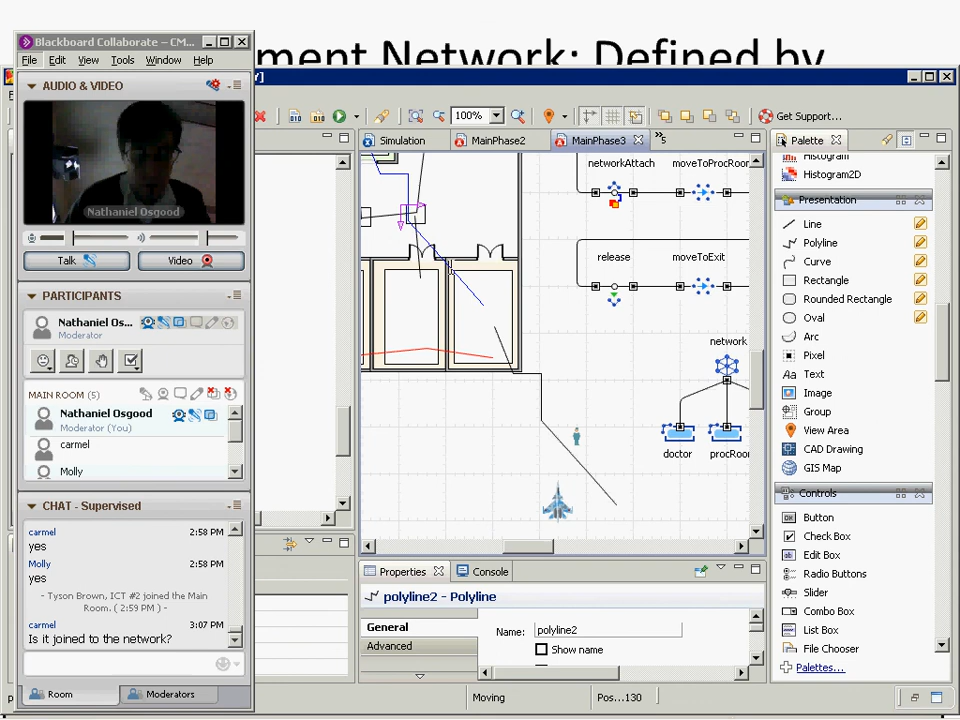 ment Network: Defined by
Blackboard Collaborate – CM...
File Edit View Tools Window Help
AUDIO & VIDEO
Nathaniel Osgood
Talk
Video
PARTICIPANTS
Nathaniel Os...
Moderator
MAIN ROOM (5)
Nathaniel Osgood
Moderator (You)
carmel
Molly
CHAT - Supervised
carmel 2:58 PM
yes
Molly 2:58 PM
yes
- Tyson Brown, ICT #2 joined the Main
Room. ( 2:59 PM ) -
carmel 3:07 PM
Is it joined to the network?
Room
Moderators
100%
Get Support...
Simulation
MainPhase2
MainPhase3
5
networkAttach
moveToProcRoom
release
moveToExit
network
doctor
procRoo
Properties
Console
polyline2 - Polyline
General
Advanced
Name: polyline2
Show name
Moving
Pos...130
Palette
Histogram
Histogram2D
Presentation
Line
Polyline
Curve
Rectangle
Rounded Rectangle
Oval
Arc
Pixel
Aa Text
Image
Group
View Area
CAD Drawing
GIS Map
Controls
OK Button
Check Box
Edit Box
Radio Buttons
Slider
Combo Box
List Box
File Chooser
Palettes...